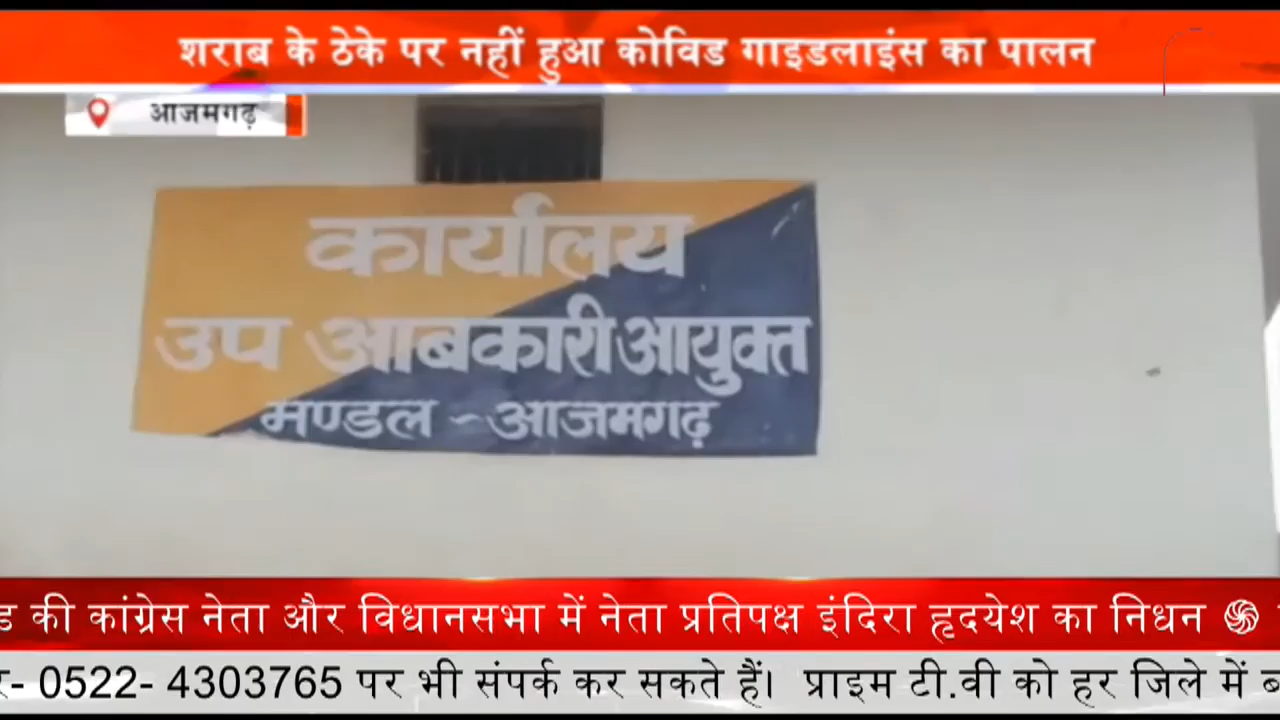 शराब के ठेके पर नहीं हुआ कोविड गाइडलाइंस का पालन
आजमगढ़
कार्यालय
उप आबकारी आयुक्त
मण्डल - आजमगढ़
की कांग्रेस नेता और विधानसभा में नेता प्रतिपक्ष इंदिरा हृदयेश का निधन
- 0522- 4303765 पर भी संपर्क कर सकते हैं। प्राइम टी.वी को हर जिले में